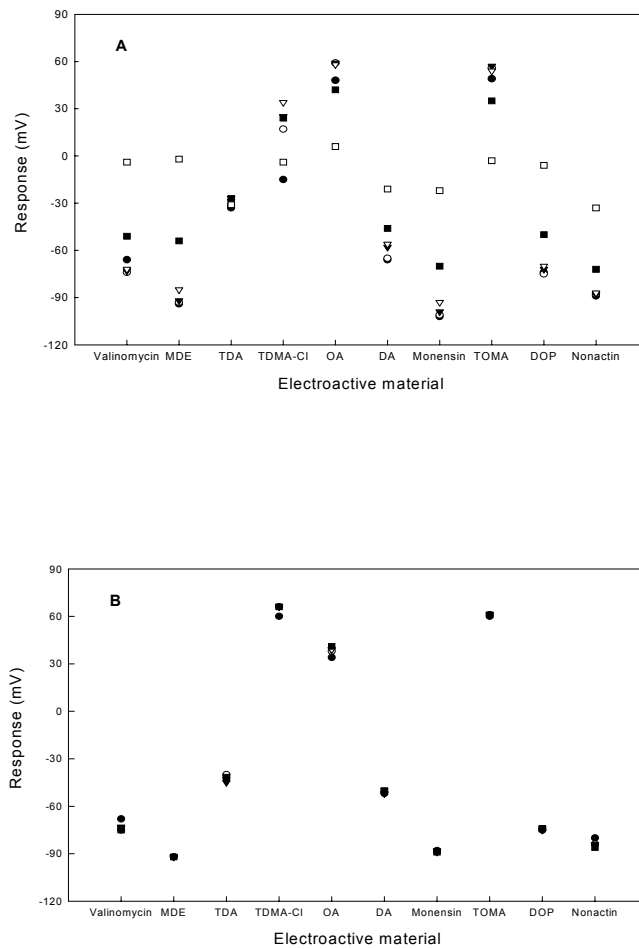 A
90
60
30
0
-30
-60
-90
-120
Response (mV)
Valinomycin MDE TDA TDMA-Cl OA DA Monensin TOMA DOP Nonactin
Electroactive material
B
90
60
30
0
-30
-60
-90
-120
Response (mV)
Valinomycin MDE TDA TDMA-Cl OA DA Monensin TOMA DOP Nonactin
Electroactive material